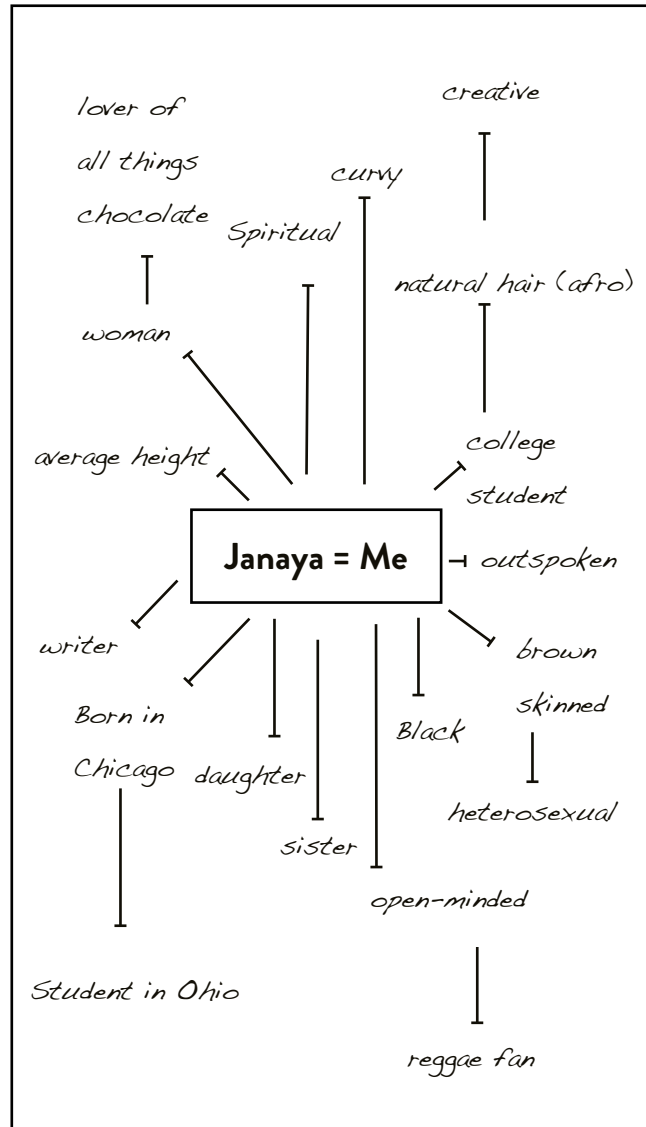 creative
lover of
all things
chocolate
curvy
Spiritual
natural hair (afro)
woman
average height
college
student
Janaya = Me
outspoken
writer
brown
skinned
Born in
Chicago
Black
daughter
heterosexual
sister
open-minded
Student in Ohio
reggae fan